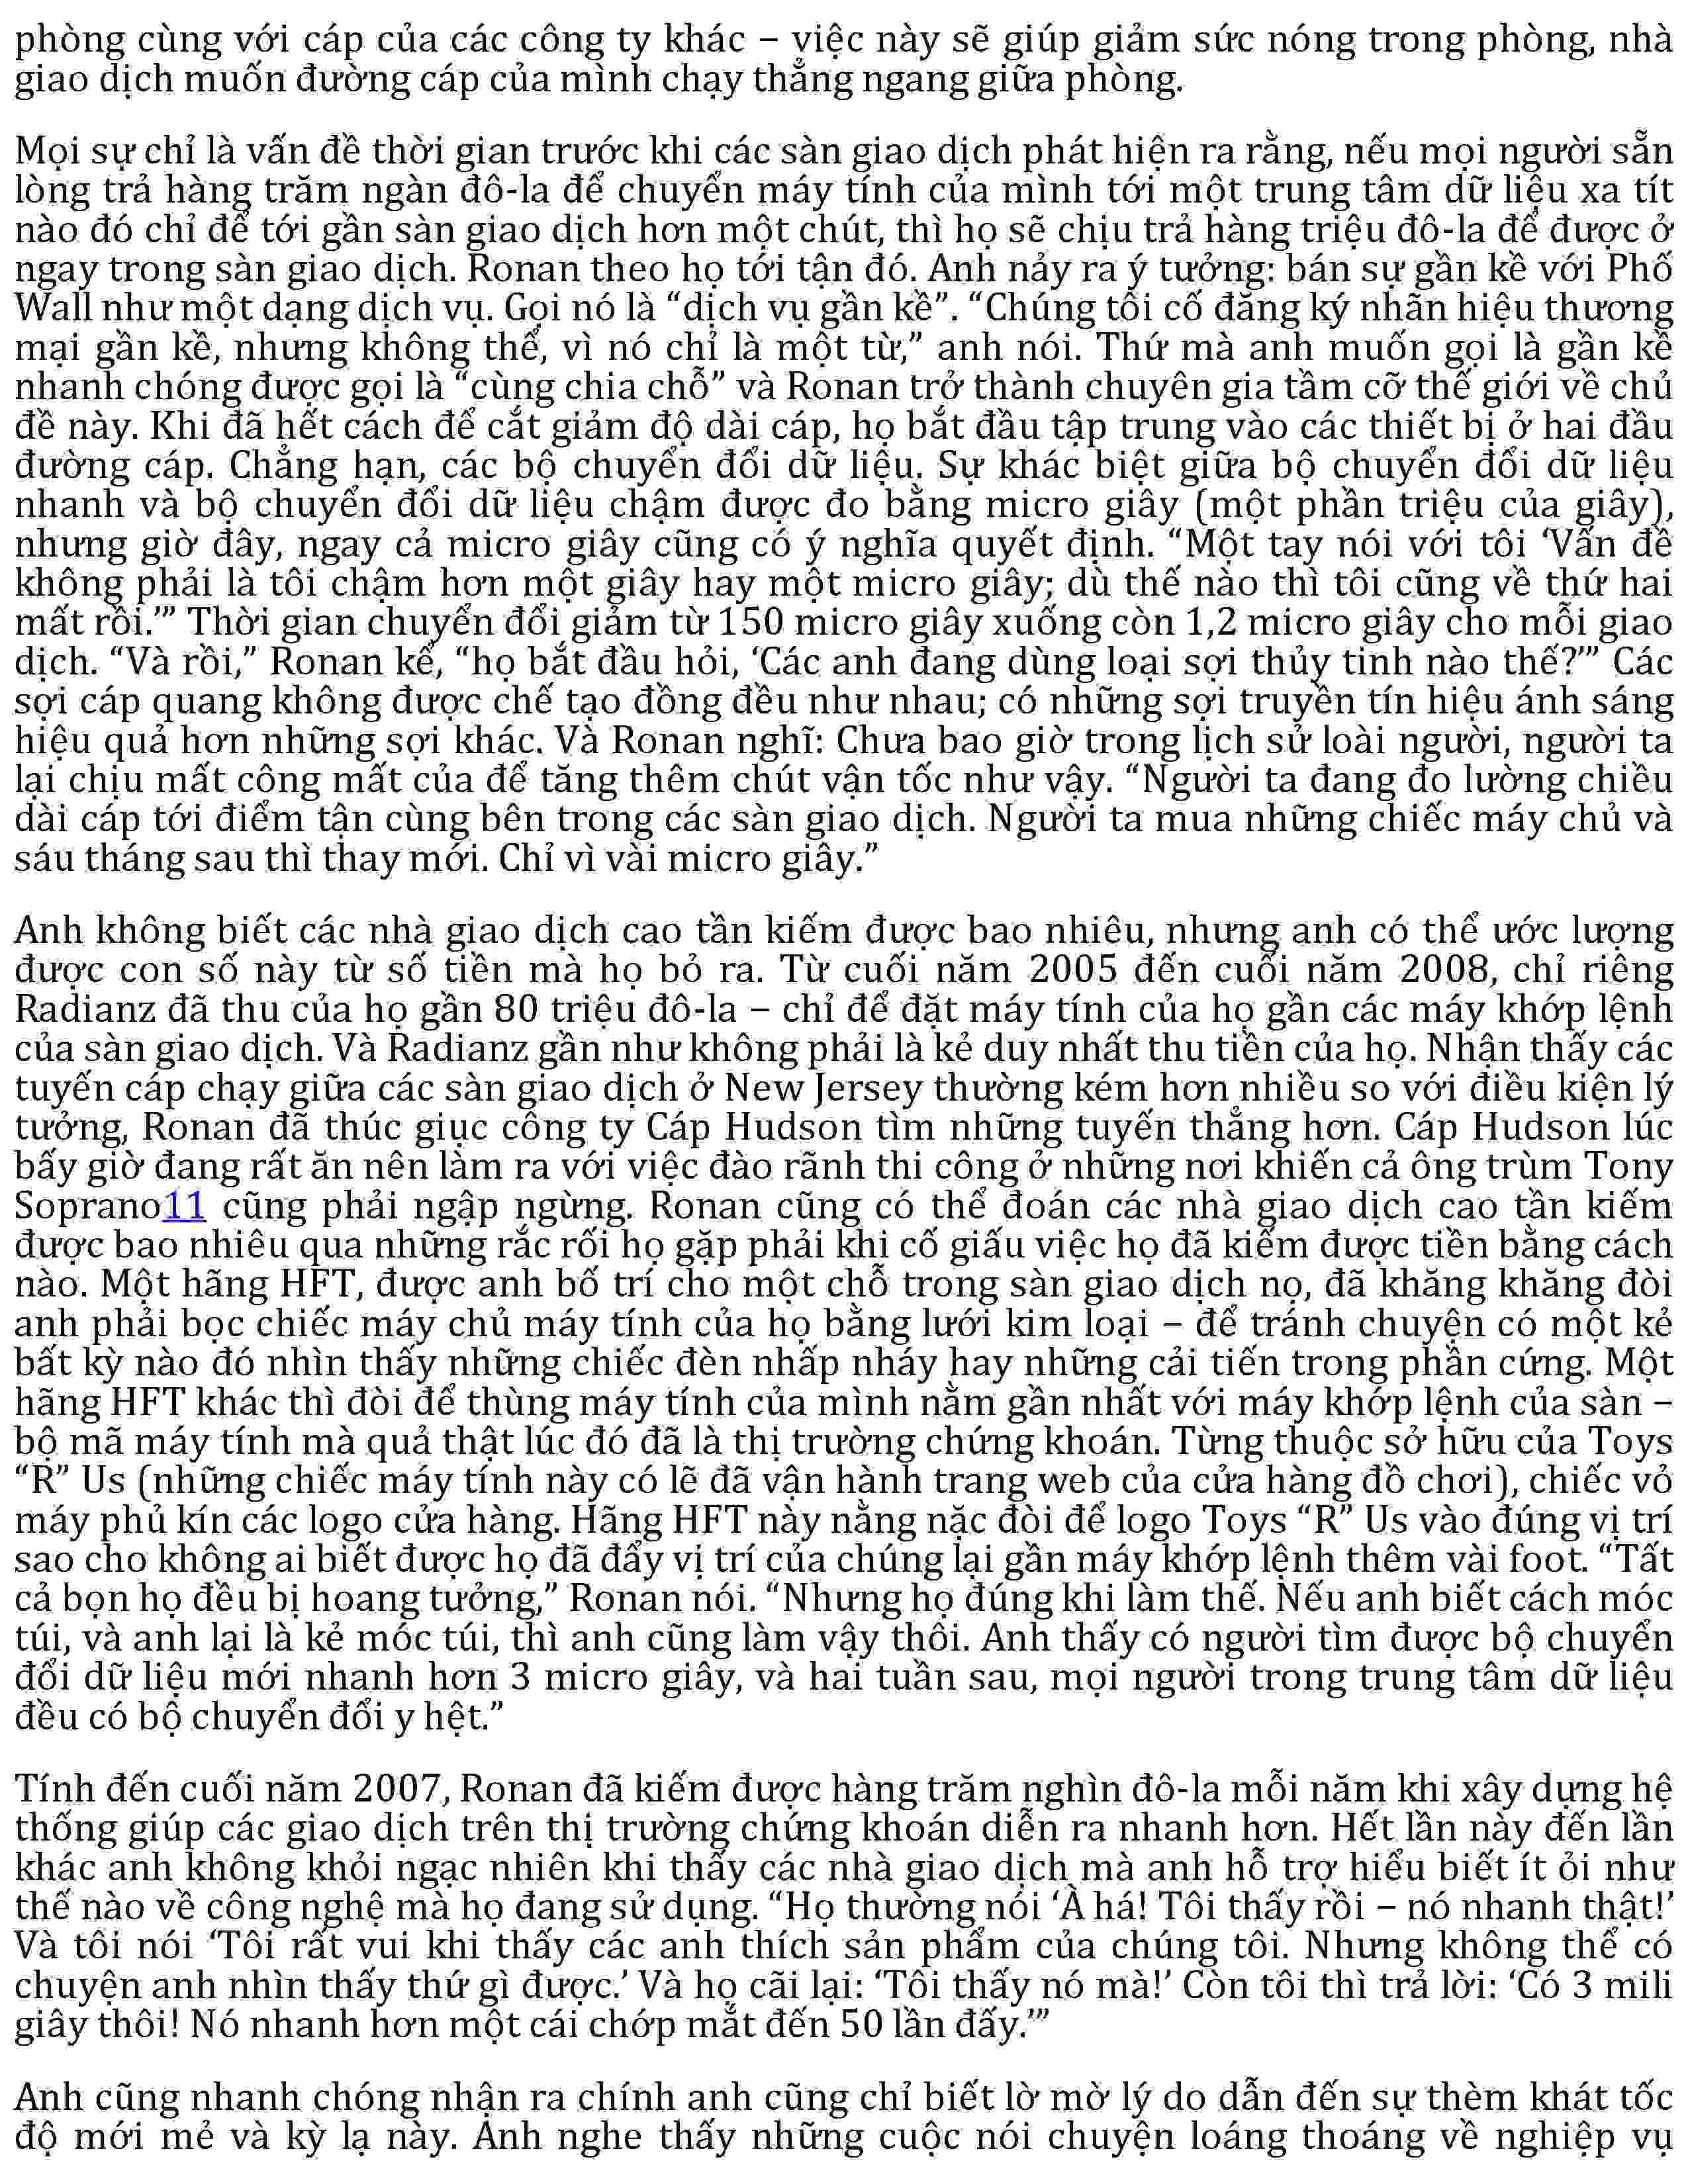 phòng cùng với cáp của các công ty khác – việc này sẽ giúp giảm sức nóng trong phòng, nhà
giao dịch muốn đường cáp của mình chạy thẳng ngang giữa phòng.
Mọi sự chỉ là vấn đề thời gian trước khi các sàn giao dịch phát hiện ra rằng, nếu mọi người sẵn
lòng trả hàng trăm ngàn đô-la để chuyển máy tính của mình tới một trung tâm dữ liệu xa tít
nào đó chỉ để tới gần sàn giao dịch hơn một chút, thì họ sẽ chịu trả hàng triệu đô-la để được ở
ngay trong sàn giao dịch. Ronan theo họ tới tận đó. Anh nảy ra ý tưởng: bán sự gần kề với Phố
Wall như một dạng dịch vụ. Gọi nó là “dịch vụ gần kề”. “Chúng tôi cố đăng ký nhãn hiệu thương
mại gần kề, nhưng không thể, vì nó chỉ là một từ,” anh nói. Thứ mà anh muốn gọi là gần kề
nhanh chóng được gọi là “cùng chia chỗ” và Ronan trở thành chuyên gia tầm cỡ thế giới về chủ
đề này. Khi đã hết cách để cắt giảm độ dài cáp, họ bắt đầu tập trung vào các thiết bị ở hai đầu
đường cáp. Chẳng hạn, các bộ chuyển đổi dữ liệu. Sự khác biệt giữa bộ chuyển đổi dữ liệu
nhanh và bộ chuyển đổi dữ liệu chậm được đo bằng micro giây (một phần triệu của giây),
nhưng giờ đây, ngay cả micro giây cũng có ý nghĩa quyết định. “Một tay nói với tôi ‘Vấn đề
không phải là tôi chậm hơn một giây hay một micro giây; dù thế nào thì tôi cũng về thứ hai
mất rồi.’” Thời gian chuyển đổi giảm từ 150 micro giây xuống còn 1,2 micro giây cho mỗi giao
dịch. “Và rồi,” Ronan kể, “họ bắt đầu hỏi, ‘Các anh đang dùng loại sợi thủy tinh nào thế?’” Các
sợi cáp quang không được chế tạo đồng đều như nhau; có những sợi truyền tín hiệu ánh sáng
hiệu quả hơn những sợi khác. Và Ronan nghĩ: Chưa bao giờ trong lịch sử loài người, người ta
lại chịu mất công mất của để tăng thêm chút vận tốc như vậy. “Người ta đang đo lường chiều
dài cáp tới điểm tận cùng bên trong các sàn giao dịch. Người ta mua những chiếc máy chủ và
sáu tháng sau thì thay mới. Chỉ vì vài micro giây.”
Anh không biết các nhà giao dịch cao tần kiếm được bao nhiêu, nhưng anh có thể ước lượng
được con số này từ số tiền mà họ bỏ ra. Từ cuối năm 2005 đến cuối năm 2008, chỉ riêng
Radianz đã thu của họ gần 80 triệu đô-la – chỉ để đặt máy tính của họ gần các máy khớp lệnh
của sàn giao dịch. Và Radianz gần như không phải là kẻ duy nhất thu tiền của họ. Nhận thấy các
tuyến cáp chạy giữa các sàn giao dịch ở New Jersey thường kém hơn nhiều so với điều kiện lý
tưởng, Ronan đã thúc giục công ty Cáp Hudson tìm những tuyến thẳng hơn. Cáp Hudson lúc
bấy giờ đang rất ăn nên làm ra với việc đào rãnh thi công ở những nơi khiến cả ông trùm Tony
Soprano11 cũng phải ngập ngừng. Ronan cũng có thể đoán các nhà giao dịch cao tần kiếm
được bao nhiêu qua những rắc rối họ gặp phải khi cố giấu việc họ đã kiếm được tiền bằng cách
nào. Một hãng HFT, được anh bố trí cho một chỗ trong sàn giao dịch nọ, đã khăng khăng đòi
anh phải bọc chiếc máy chủ máy tính của họ bằng lưới kim loại – để tránh chuyện có một kẻ
bất kỳ nào đó nhìn thấy những chiếc đèn nhấp nháy hay những cải tiến trong phần cứng. Một
hãng HFT khác thì đòi để thùng máy tính của mình nằm gần nhất với máy khớp lệnh của sàn –
bộ mã máy tính mà quả thật lúc đó đã là thị trường chứng khoán. Từng thuộc sở hữu của Toys
“R” Us (những chiếc máy tính này có lẽ đã vận hành trang web của cửa hàng đồ chơi), chiếc vỏ
máy phủ kín các logo cửa hàng. Hãng HFT này nằng nặc đòi để logo Toys “R” Us vào đúng vị trí
sao cho không ai biết được họ đã đẩy vị trí của chúng lại gần máy khớp lệnh thêm vài foot. “Tất
cả bọn họ đều bị hoang tưởng,” Ronan nói. “Nhưng họ đúng khi làm thế. Nếu anh biết cách móc
túi, và anh lại là kẻ móc túi, thì anh cũng làm vậy thôi. Anh thấy có người tìm được bộ chuyển
đổi dữ liệu mới nhanh hơn 3 micro giây, và hai tuần sau, mọi người trong trung tâm dữ liệu
đều có bộ chuyển đổi y hệt.”
Tính đến cuối năm 2007, Ronan đã kiếm được hàng trăm nghìn đô-la mỗi năm khi xây dựng hệ
thống giúp các giao dịch trên thị trường chứng khoán diễn ra nhanh hơn. Hết lần này đến lần
khác anh không khỏi ngạc nhiên khi thấy các nhà giao dịch mà anh hỗ trợ hiểu biết ít ỏi như
thế nào về công nghệ mà họ đang sử dụng. “Họ thường nói ‘À há! Tôi thấy rồi – nó nhanh thật!’
Và tôi nói ‘Tôi rất vui khi thấy các anh thích sản phẩm của chúng tôi. Nhưng không thể có
chuyện anh nhìn thấy thứ gì được.’ Và họ cãi lại: ‘Tôi thấy nó mà!’ Còn tôi thì trả lời: ‘Có 3 mili
giây thôi! Nó nhanh hơn một cái chớp mắt đến 50 lần đấy.’”
Anh cũng nhanh chóng nhận ra chính anh cũng chỉ biết lờ mờ lý do dẫn đến sự thèm khát tốc
độ mới mẻ và kỳ lạ này. Anh nghe thấy những cuộc nói chuyện loáng thoáng về nghiệp vụ